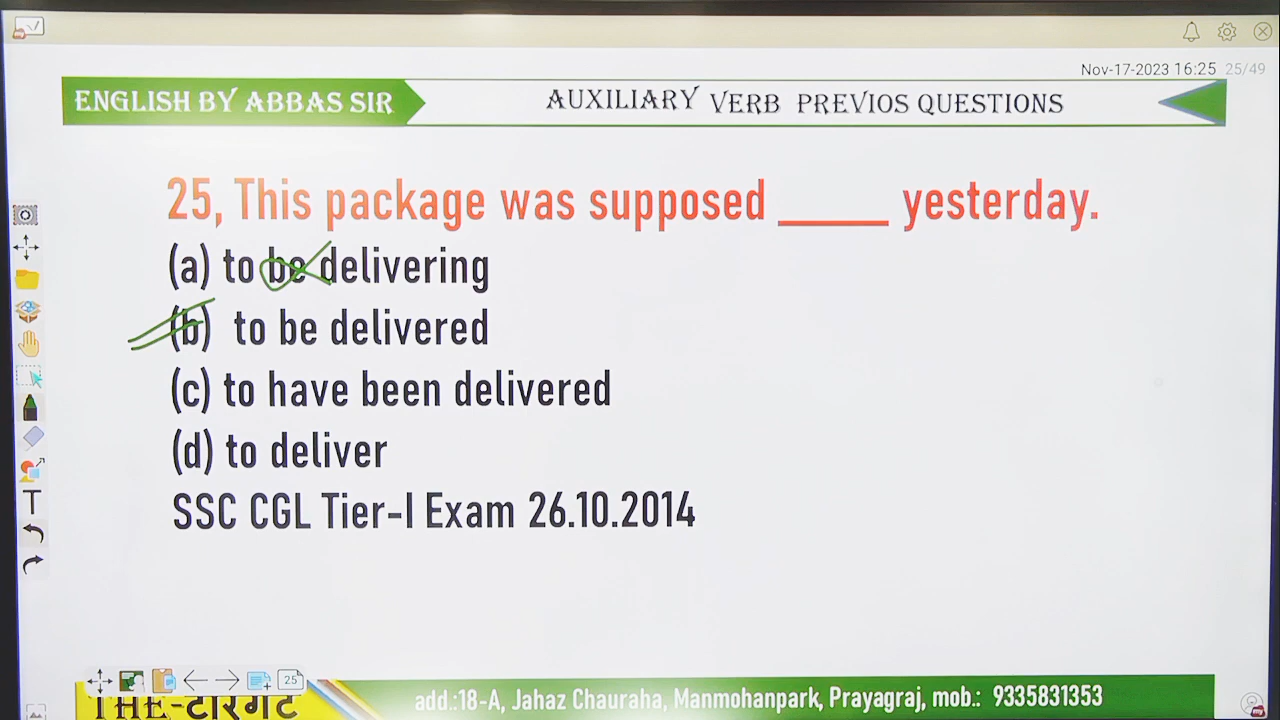 Nov-17-2023 16:25 25/49
ENGLISH BY ABBAS SIR
AUXILIARY VERB PREVIOS QUESTIONS
25, This package was supposed _____ yesterday.
(a) to be delivering
(b) to be delivered
(c) to have been delivered
(d) to deliver
SSC CGL Tier-I Exam 26.10.2014
T
25
THE-टारगेट
add.:18-A, Jahaz Chauraha, Manmohanpark, Prayagraj, mob.: 9335831353